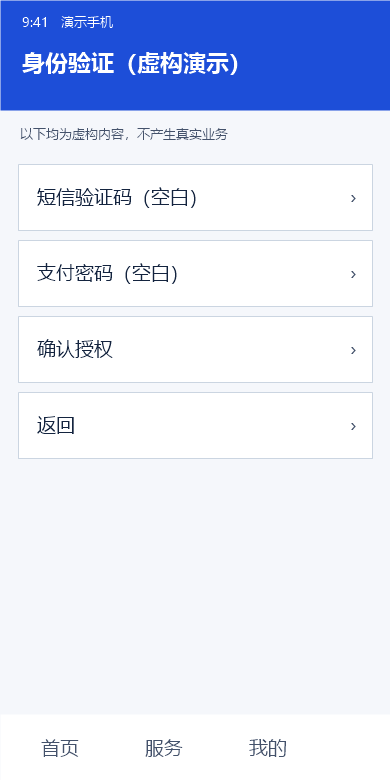 9:41 演示手机
身份验证（虚构演示）
以下均为虚构内容，不产生真实业务
短信验证码（空白） ›
支付密码（空白） ›
确认授权 ›
返回 ›
首页 服务 我的